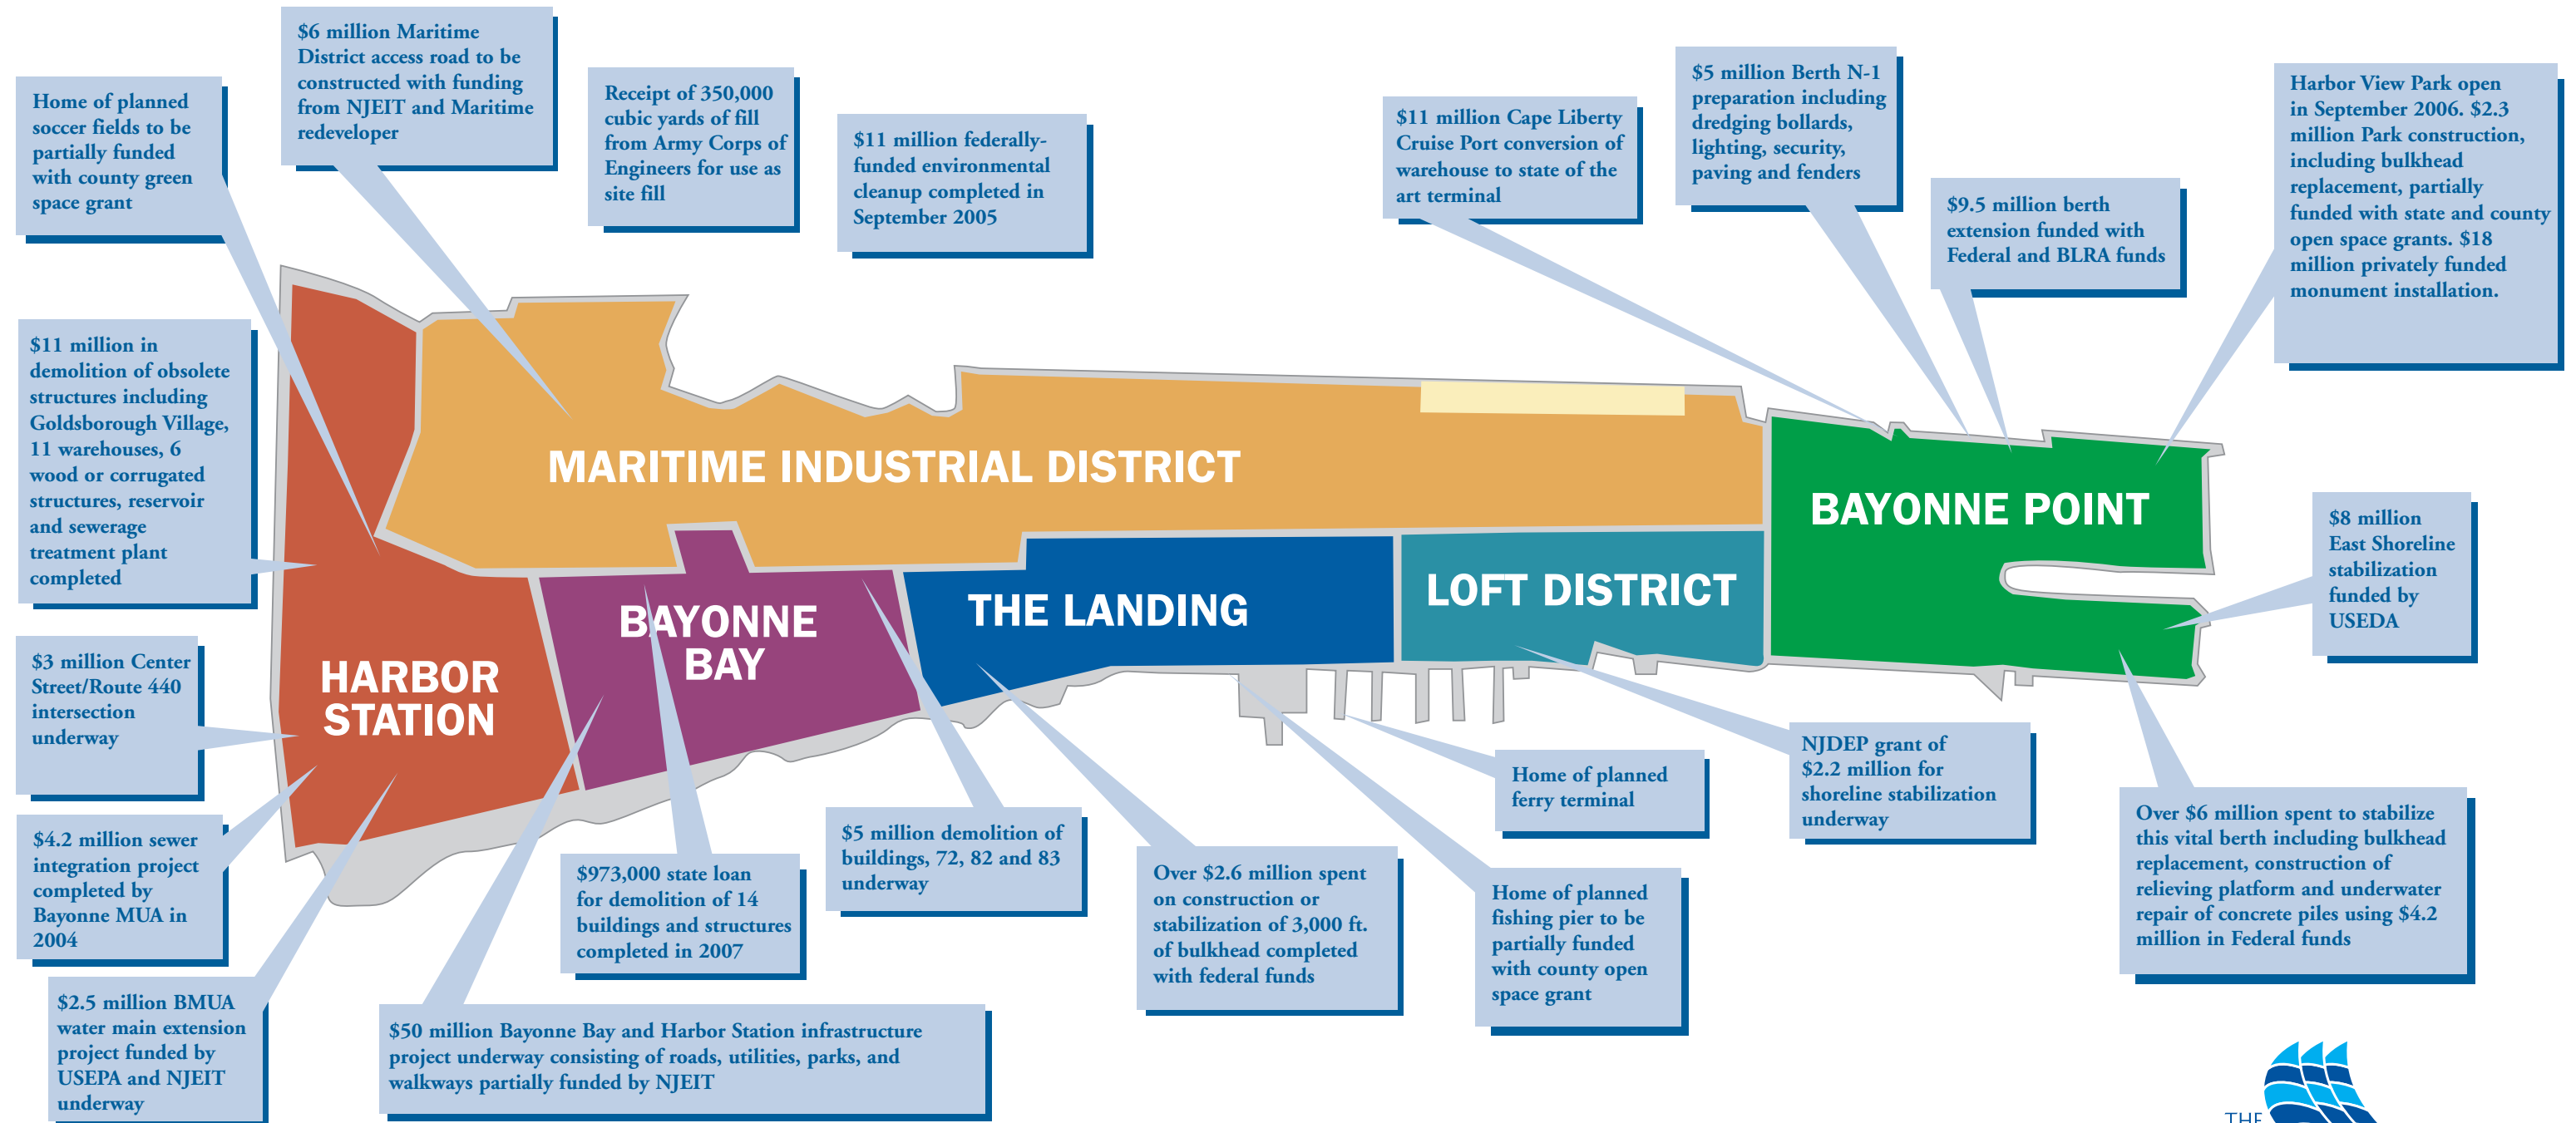 $6 million Maritime
District access road to be
constructed with funding
from NJEIT and Maritime
redeveloper
Home of planned
soccer fields to be
partially funded
with county green
space grant
Receipt of 350,000
cubic yards of fill
from Army Corps of
Engineers for use as
site fill
$11 million federally-
funded environmental
cleanup completed in
September 2005
$11 million Cape Liberty
Cruise Port conversion of
warehouse to state of the
art terminal
$5 million Berth N-1
preparation including
dredging bollards,
lighting, security,
paving and fenders
$9.5 million berth
extension funded with
Federal and BLRA funds
Harbor View Park open
in September 2006. $2.3
million Park construction,
including bulkhead
replacement, partially
funded with state and county
open space grants. $18
million privately funded
monument installation.
$11 million in
demolition of obsolete
structures including
Goldsborough Village,
11 warehouses, 6
wood or corrugated
structures, reservoir
and sewerage
treatment plant
completed
MARITIME INDUSTRIAL DISTRICT
BAYONNE POINT
$8 million
East Shoreline
stabilization
funded by
USEDA
LOFT DISTRICT
THE LANDING
BAYONNE
BAY
HARBOR
STATION
$3 million Center
Street/Route 440
intersection
underway
$4.2 million sewer
integration project
completed by
Bayonne MUA in
2004
$2.5 million BMUA
water main extension
project funded by
USEPA and NJEIT
underway
$50 million Bayonne Bay and Harbor Station infrastructure
project underway consisting of roads, utilities, parks, and
walkways partially funded by NJEIT
$973,000 state loan
for demolition of 14
buildings and structures
completed in 2007
$5 million demolition of
buildings, 72, 82 and 83
underway
Over $2.6 million spent
on construction or
stabilization of 3,000 ft.
of bulkhead completed
with federal funds
Home of planned
fishing pier to be
partially funded
with county open
space grant
Home of planned
ferry terminal
NJDEP grant of
$2.2 million for
shoreline stabilization
underway
Over $6 million spent to stabilize
this vital berth including bulkhead
replacement, construction of
relieving platform and underwater
repair of concrete piles using $4.2
million in Federal funds
THE